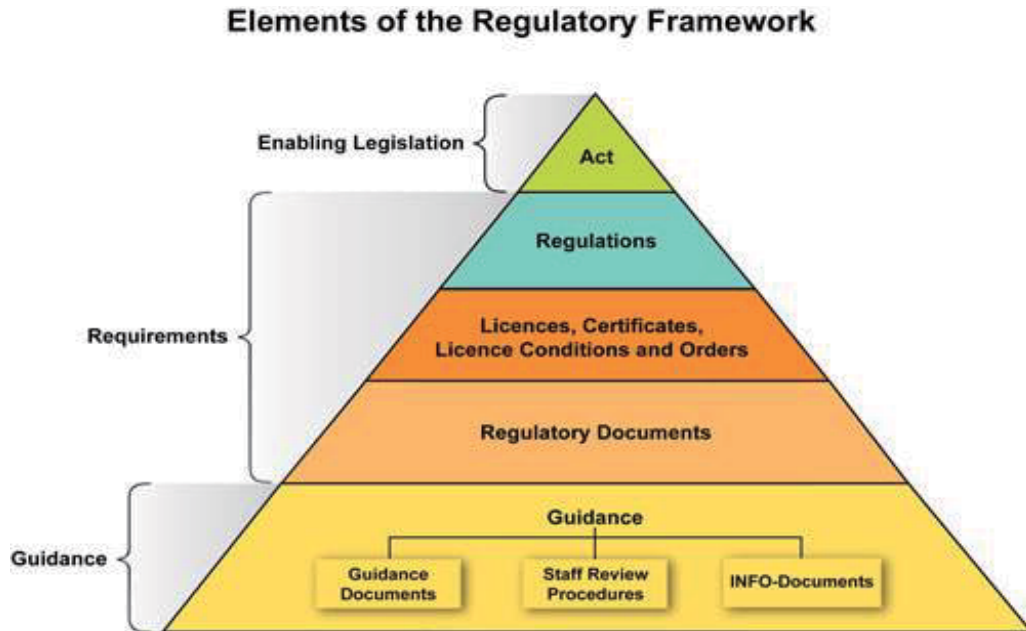 Elements of the Regulatory Framework
Enabling Legislation
Act
Regulations
Requirements
Licences, Certificates,
Licence Conditions and Orders
Regulatory Documents
Guidance
Guidance
Guidance
Documents
Staff Review
Procedures
INFO-Documents